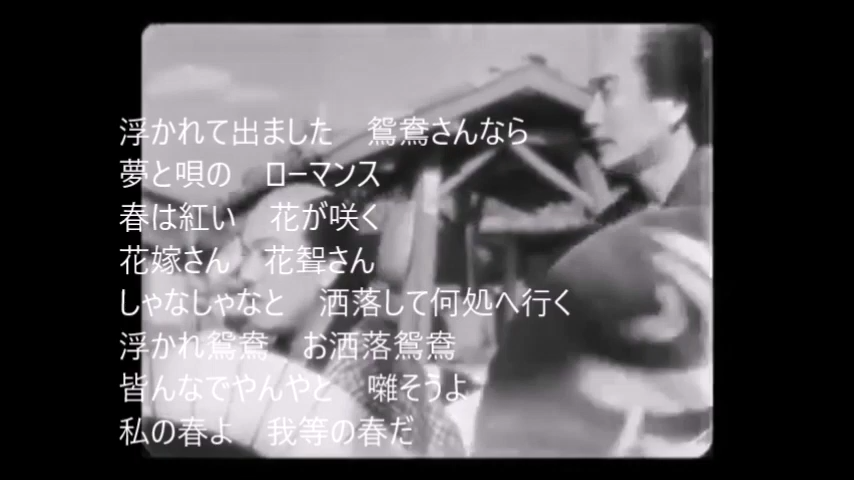 浮かれて出ました　鴛鴦さんなら
夢と唄の　ローマンス
春は紅い　花が咲く
花嫁さん　花聟さん
しゃなしゃなと　洒落して何処へ行く
浮かれ鴛鴦　お洒落鴛鴦
皆んなでやんやと　囃そうよ
私の春よ　我等の春だ